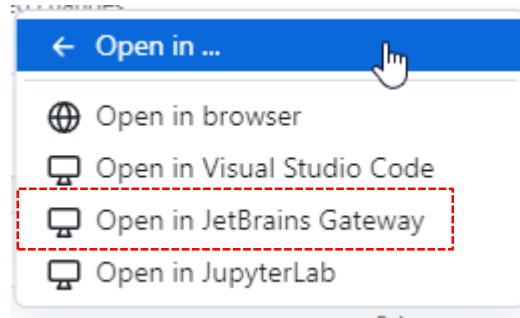 Open in ...
Open in browser
Open in Visual Studio Code
Open in JetBrains Gateway
Open in JupyterLab